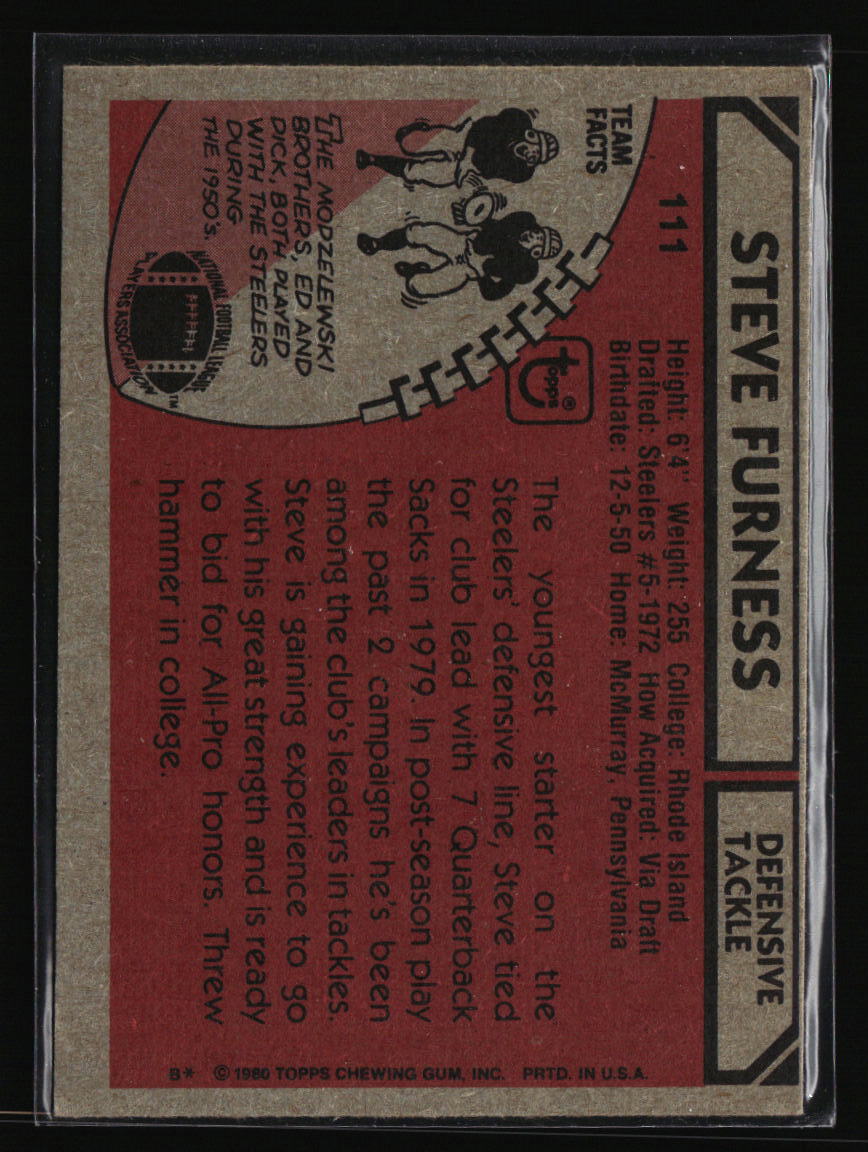 STEVE FURNESS
DEFENSIVE
TACKLE
111
Height: 6'4" Weight: 255 College: Rhode Island
Drafted: Steelers #5-1972 How Acquired: Via Draft
Birthdate: 12-5-50 Home: McMurray, Pennsylvania
TEAM
FACTS
topps®
THE MODZELEWSKI
BROTHERS, ED AND
DICK, BOTH PLAYED
WITH THE STEELERS
DURING
THE 1950'S.
NATIONAL FOOTBALL LEAGUE
PLAYERS ASSOCIATION™
The youngest starter on the
Steelers' defensive line, Steve tied
for club lead with 7 Quarterback
Sacks in 1979. In post-season play
the past 2 campaigns he's been
among the club's leaders in tackles.
Steve is gaining experience to go
with his great strength and is ready
to bid for All-Pro honors. Threw
hammer in college.
B* © 1980 TOPPS CHEWING GUM, INC. PRTD. IN U.S.A.